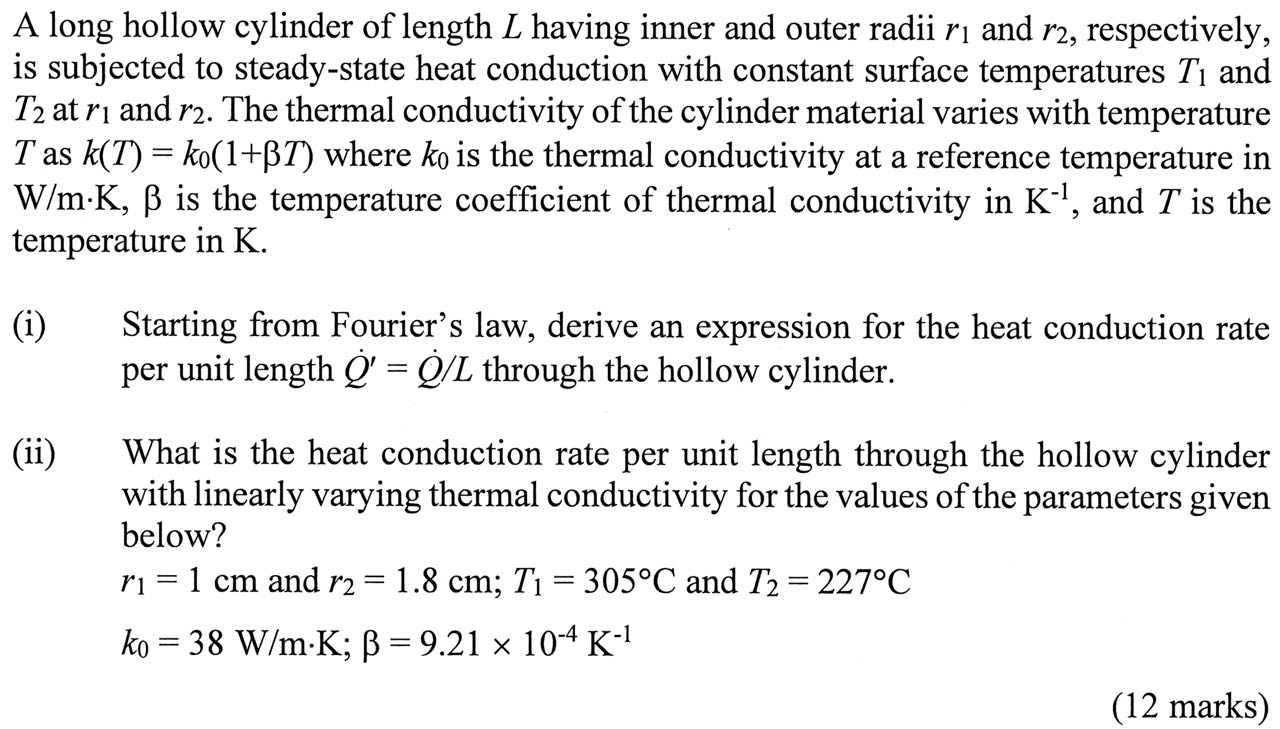 A long hollow cylinder of length L having inner and outer radii r1 and r2, respectively,
is subjected to steady-state heat conduction with constant surface temperatures T1 and
T2 at r1 and r2. The thermal conductivity of the cylinder material varies with temperature
T as k(T) = k0(1+βT) where k0 is the thermal conductivity at a reference temperature in
W/m·K, β is the temperature coefficient of thermal conductivity in K⁻¹, and T is the
temperature in K.
(i) Starting from Fourier's law, derive an expression for the heat conduction rate
per unit length Q̇' = Q̇/L through the hollow cylinder.
(ii) What is the heat conduction rate per unit length through the hollow cylinder
with linearly varying thermal conductivity for the values of the parameters given
below?
r1 = 1 cm and r2 = 1.8 cm; T1 = 305°C and T2 = 227°C
k0 = 38 W/m·K; β = 9.21 × 10⁻⁴ K⁻¹
(12 marks)